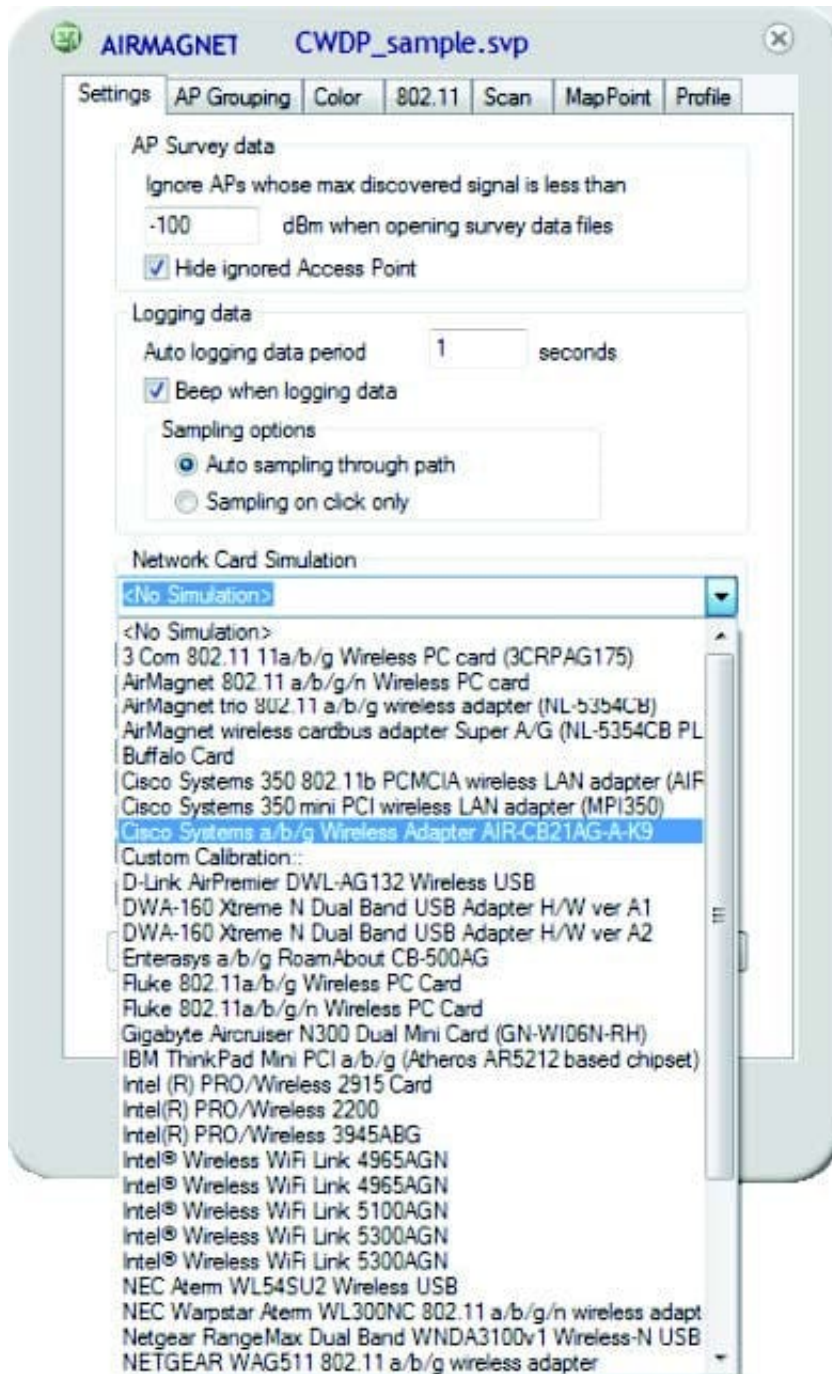 AIRMAGNET CWDP_sample.svp
Settings AP Grouping Color 802.11 Scan MapPoint Profile
AP Survey data
Ignore APs whose max discovered signal is less than
-100 dBm when opening survey data files
Hide ignored Access Point
Logging data
Auto logging data period 1 seconds
Beep when logging data
Sampling options
Auto sampling through path
Sampling on click only
Network Card Simulation
<No Simulation>
<No Simulation>
3 Com 802.11 11a/b/g Wireless PC card (3CRPAG175)
AirMagnet 802.11 a/b/g/n Wireless PC card
AirMagnet trio 802.11 a/b/g wireless adapter (NL-5354CB)
AirMagnet wireless cardbus adapter Super A/G (NL-5354CB PL
Buffalo Card
Cisco Systems 350 802.11b PCMCIA wireless LAN adapter (AIR
Cisco Systems 350 mini PCI wireless LAN adapter (MPI350)
Cisco Systems a/b/g Wireless Adapter AIR-CB21AG-A-K9
Custom Calibration::
D-Link AirPremier DWL-AG132 Wireless USB
DWA-160 Xtreme N Dual Band USB Adapter H/W ver A1
DWA-160 Xtreme N Dual Band USB Adapter H/W ver A2
Enterasys a/b/g RoamAbout CB-500AG
Fluke 802.11a/b/g Wireless PC Card
Fluke 802.11a/b/g/n Wireless PC Card
Gigabyte Aircruiser N300 Dual Mini Card (GN-WI06N-RH)
IBM ThinkPad Mini PCI a/b/g (Atheros AR5212 based chipset)
Intel (R) PRO/Wireless 2915 Card
Intel(R) PRO/Wireless 2200
Intel(R) PRO/Wireless 3945ABG
Intel® Wireless WiFi Link 4965AGN
Intel® Wireless WiFi Link 4965AGN
Intel® Wireless WiFi Link 5100AGN
Intel® Wireless WiFi Link 5300AGN
Intel® Wireless WiFi Link 5300AGN
NEC Aterm WL54SU2 Wireless USB
NEC Warpstar Aterm WL300NC 802.11 a/b/g/n wireless adapt
Netgear RangeMax Dual Band WNDA3100v1 Wireless-N USB
NETGEAR WAG511 802.11 a/b/g wireless adapter